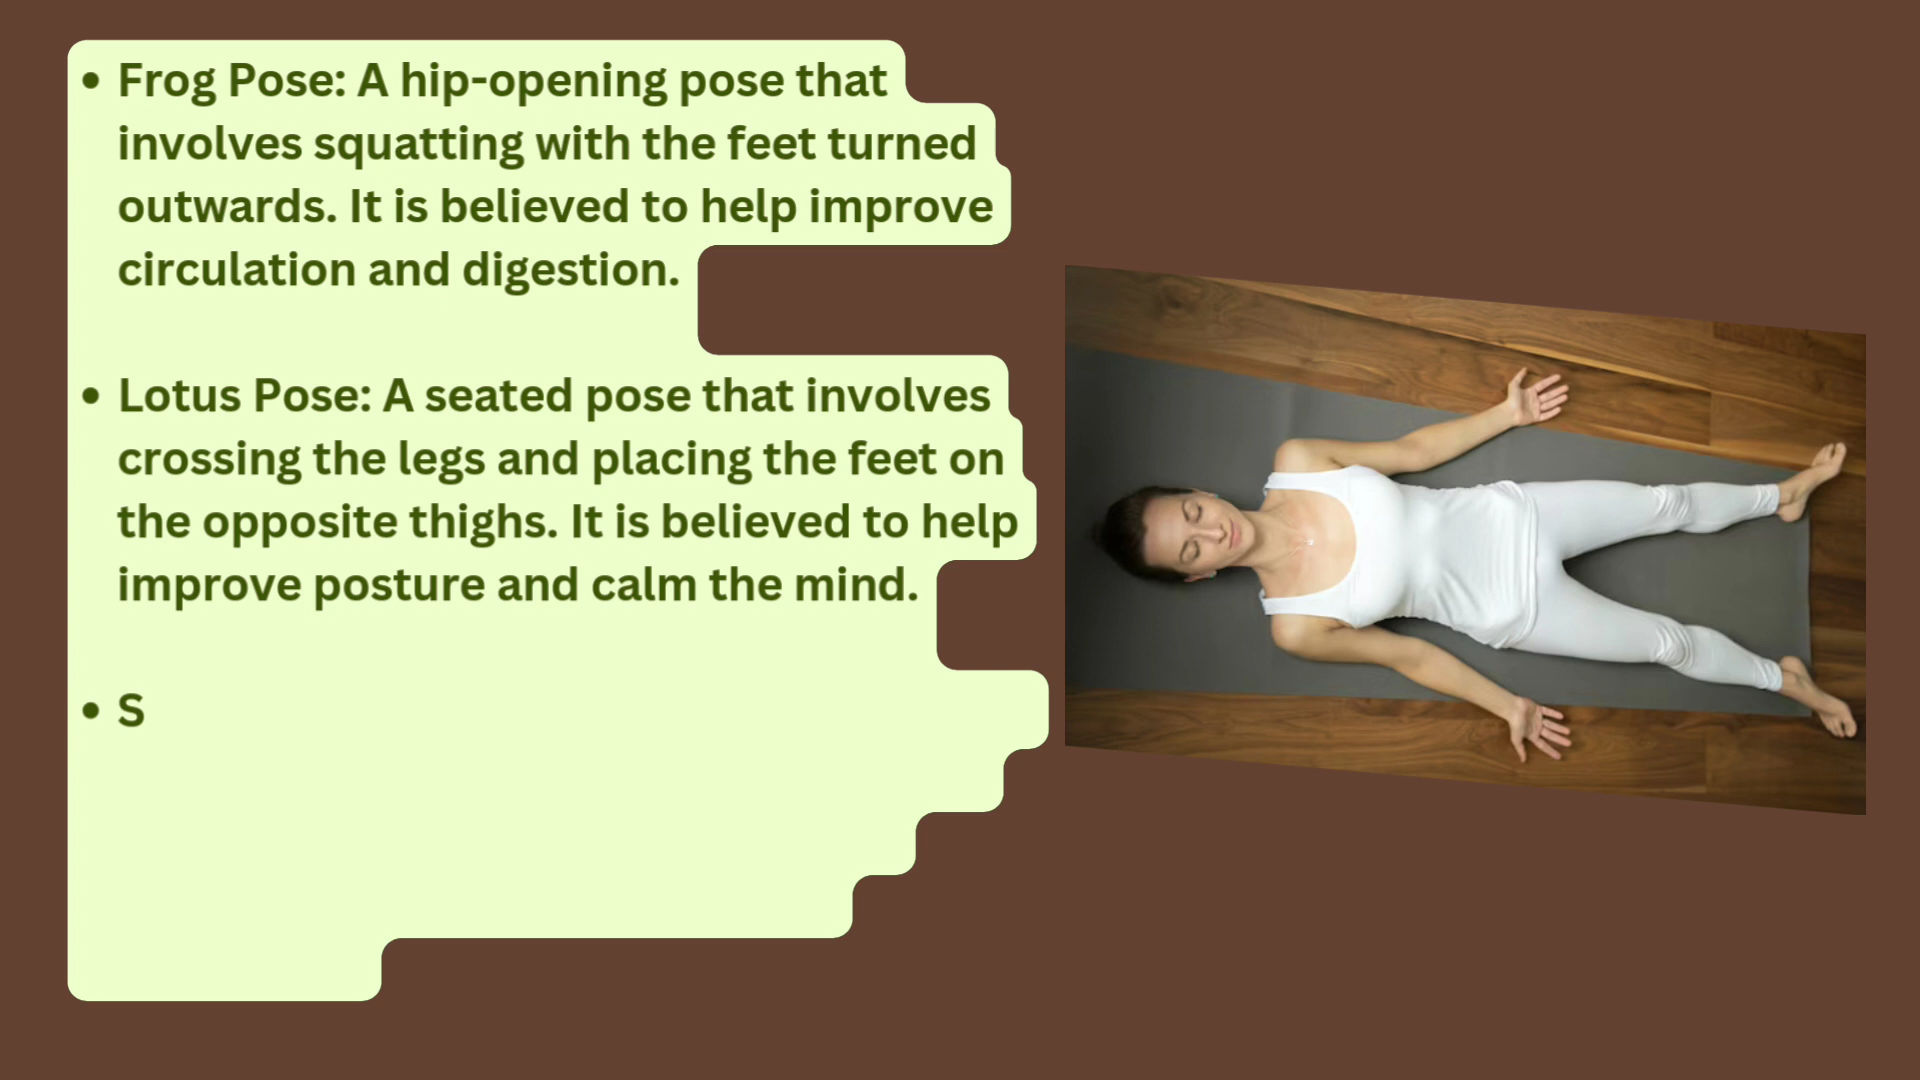 • Frog Pose: A hip-opening pose that
involves squatting with the feet turned
outwards. It is believed to help improve
circulation and digestion.
• Lotus Pose: A seated pose that involves
crossing the legs and placing the feet on
the opposite thighs. It is believed to help
improve posture and calm the mind.
• S